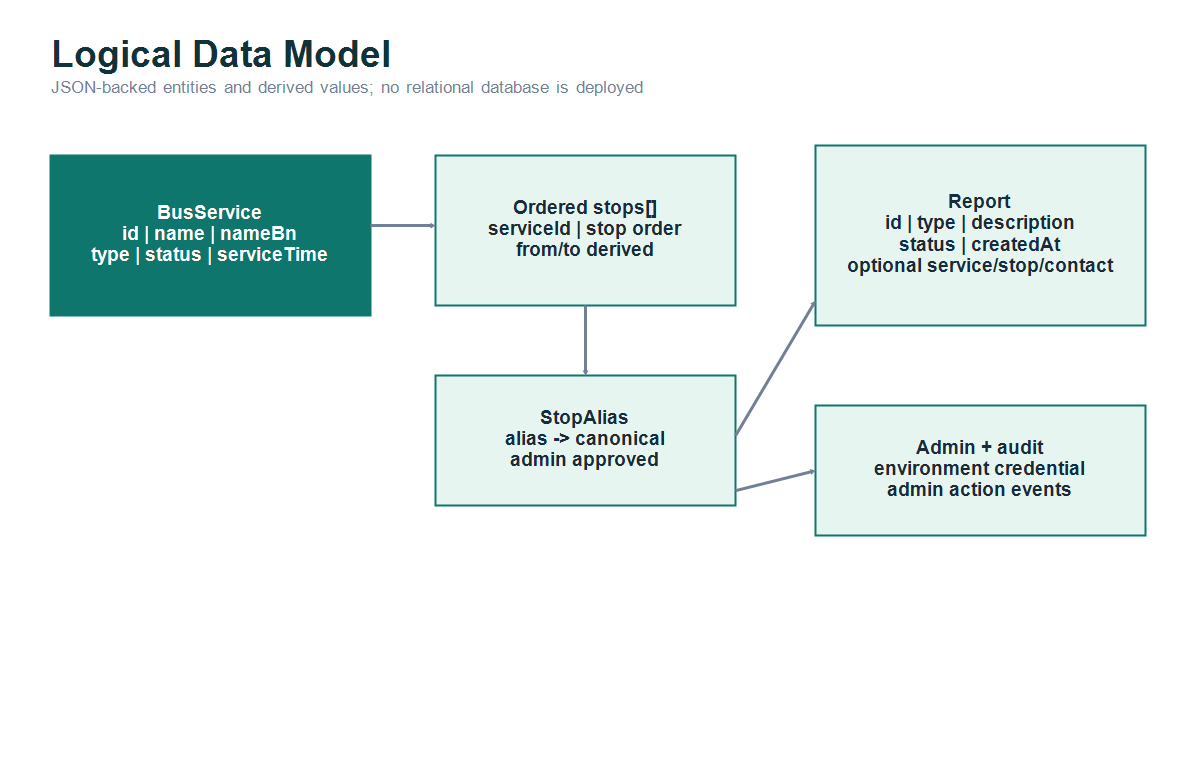 Logical Data Model
JSON-backed entities and derived values; no relational database is deployed
BusService
id | name | nameBn
type | status | serviceTime
Ordered stops[]
serviceId | stop order
from/to derived
Report
id | type | description
status | createdAt
optional service/stop/contact
StopAlias
alias -> canonical
admin approved
Admin + audit
environment credential
admin action events